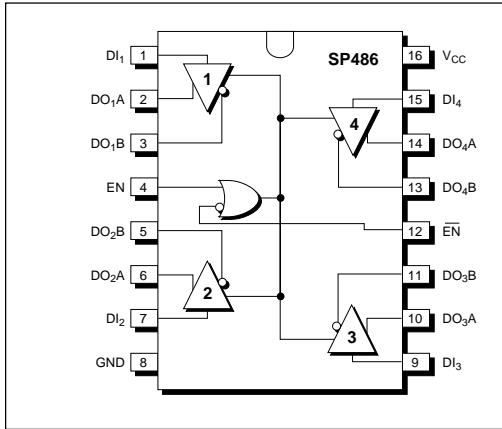 SP486
DI1 1
DO1A 2
DO1B 3
EN 4
DO2B 5
DO2A 6
DI2 7
GND 8
1
2
4
3
16 VCC
15 DI4
14 DO4A
13 DO4B
12 E̅N̅
11 DO3B
10 DO3A
9 DI3